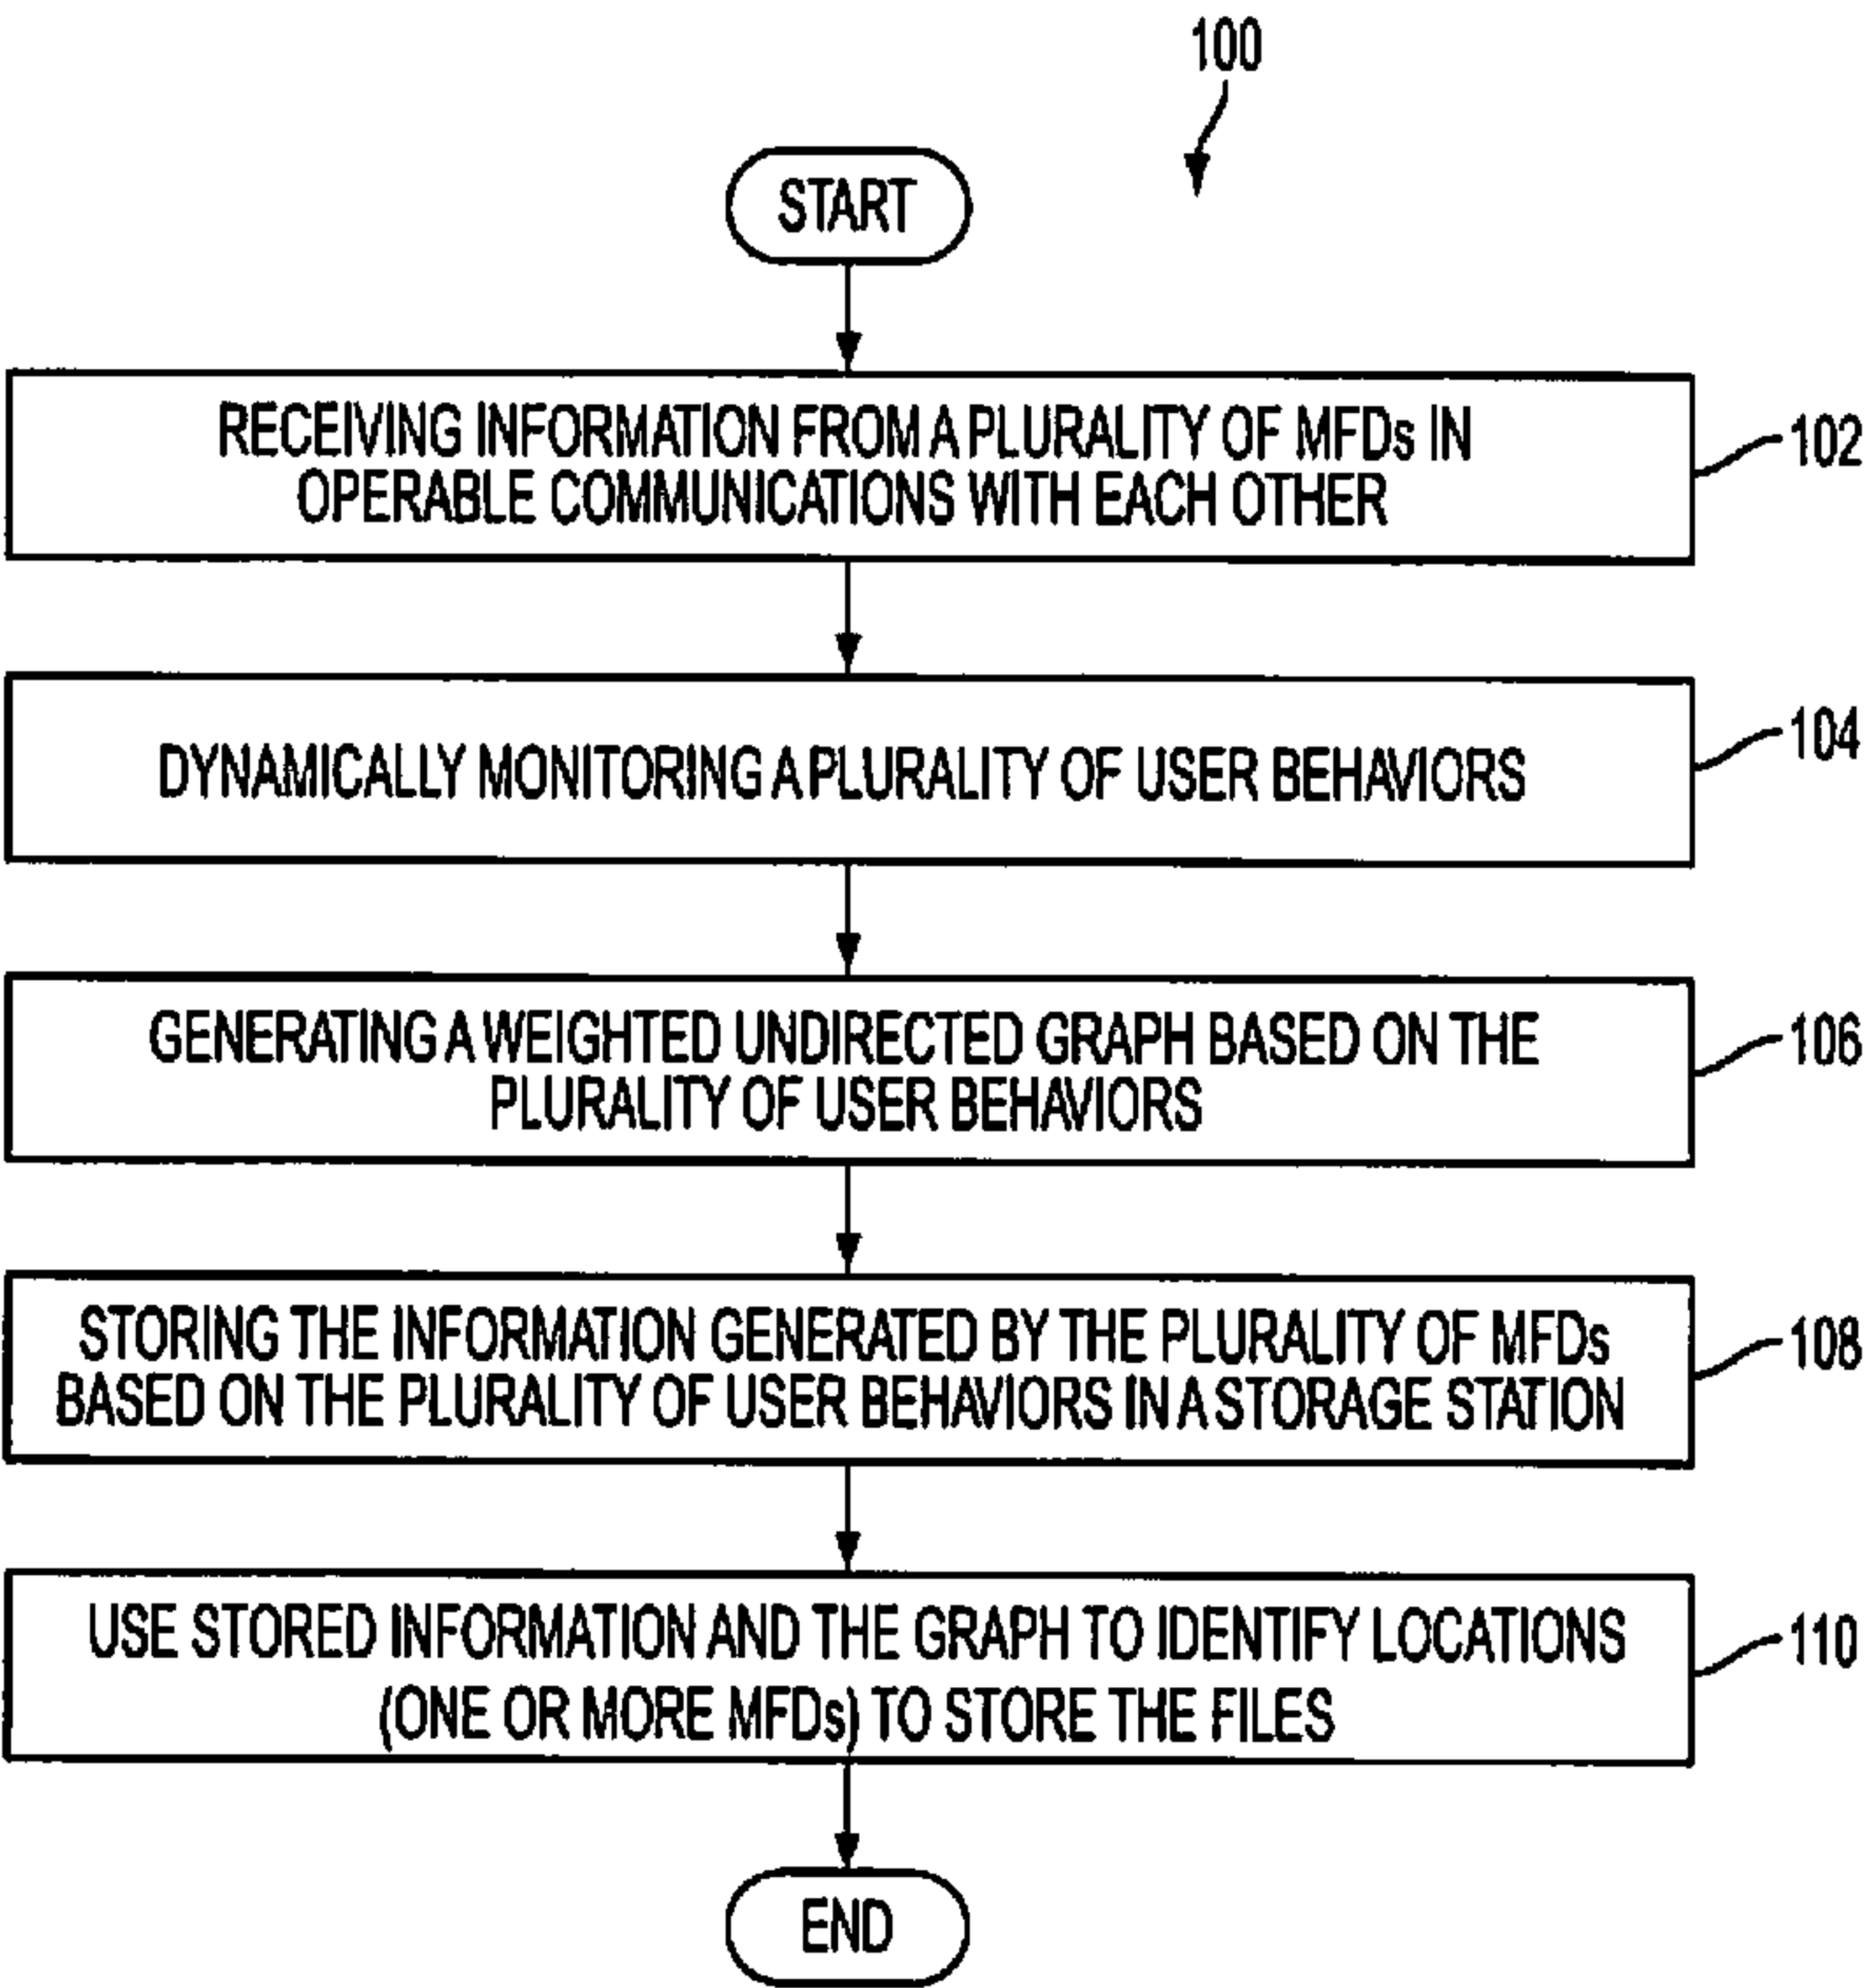 100
START
RECEIVING INFORMATION FROM A PLURALITY OF MFDs IN
OPERABLE COMMUNICATIONS WITH EACH OTHER
102
DYNAMICALLY MONITORING A PLURALITY OF USER BEHAVIORS
104
GENERATING A WEIGHTED UNDIRECTED GRAPH BASED ON THE
PLURALITY OF USER BEHAVIORS
106
STORING THE INFORMATION GENERATED BY THE PLURALITY OF MFDs
BASED ON THE PLURALITY OF USER BEHAVIORS IN A STORAGE STATION
108
USE STORED INFORMATION AND THE GRAPH TO IDENTIFY LOCATIONS
(ONE OR MORE MFDs) TO STORE THE FILES
110
END